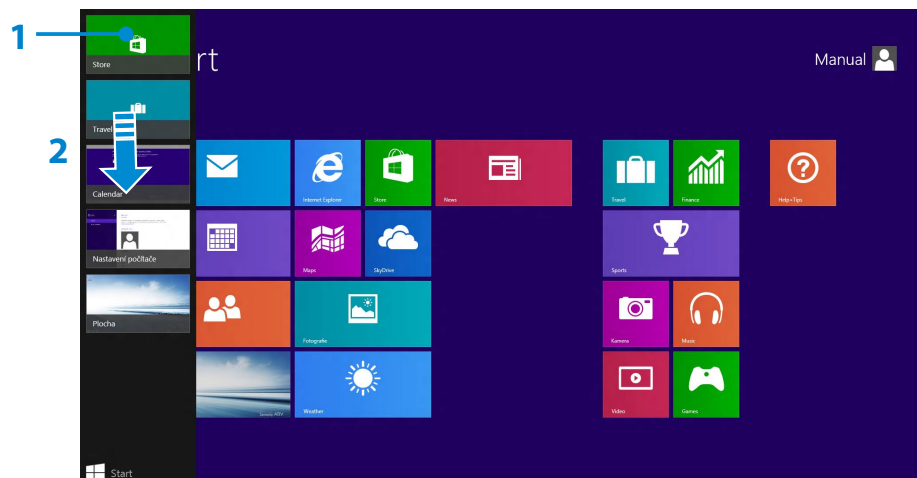 1
Store
rt
Manual
Travel
2
Calendar
Internet Explorer
Store
News
Travel
Finance
Help+Tips
Nastavení počítače
Maps
SkyDrive
Sports
Plocha
Fotografie
Kamera
Music
Weather
Video
Games
Start